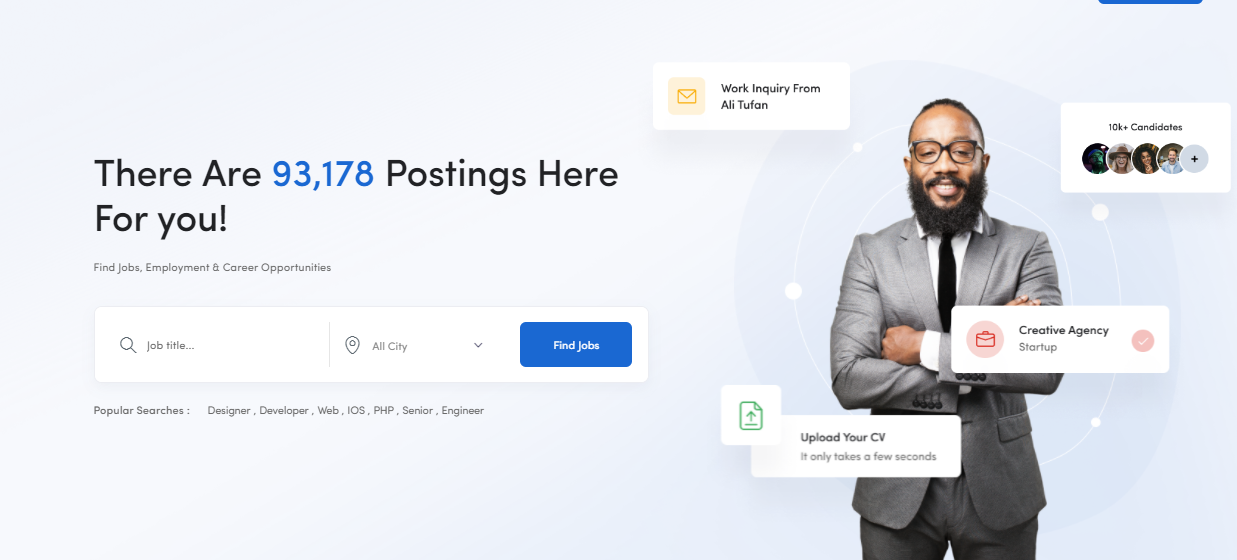 There Are 93,178 Postings Here
For you!
Find Jobs, Employment & Career Opportunities
Job title...
All City
Find Jobs
Popular Searches : Designer , Developer , Web , IOS , PHP , Senior , Engineer
Work Inquiry From
Ali Tufan
10k+ Candidates
+
Creative Agency
Startup
Upload Your CV
It only takes a few seconds